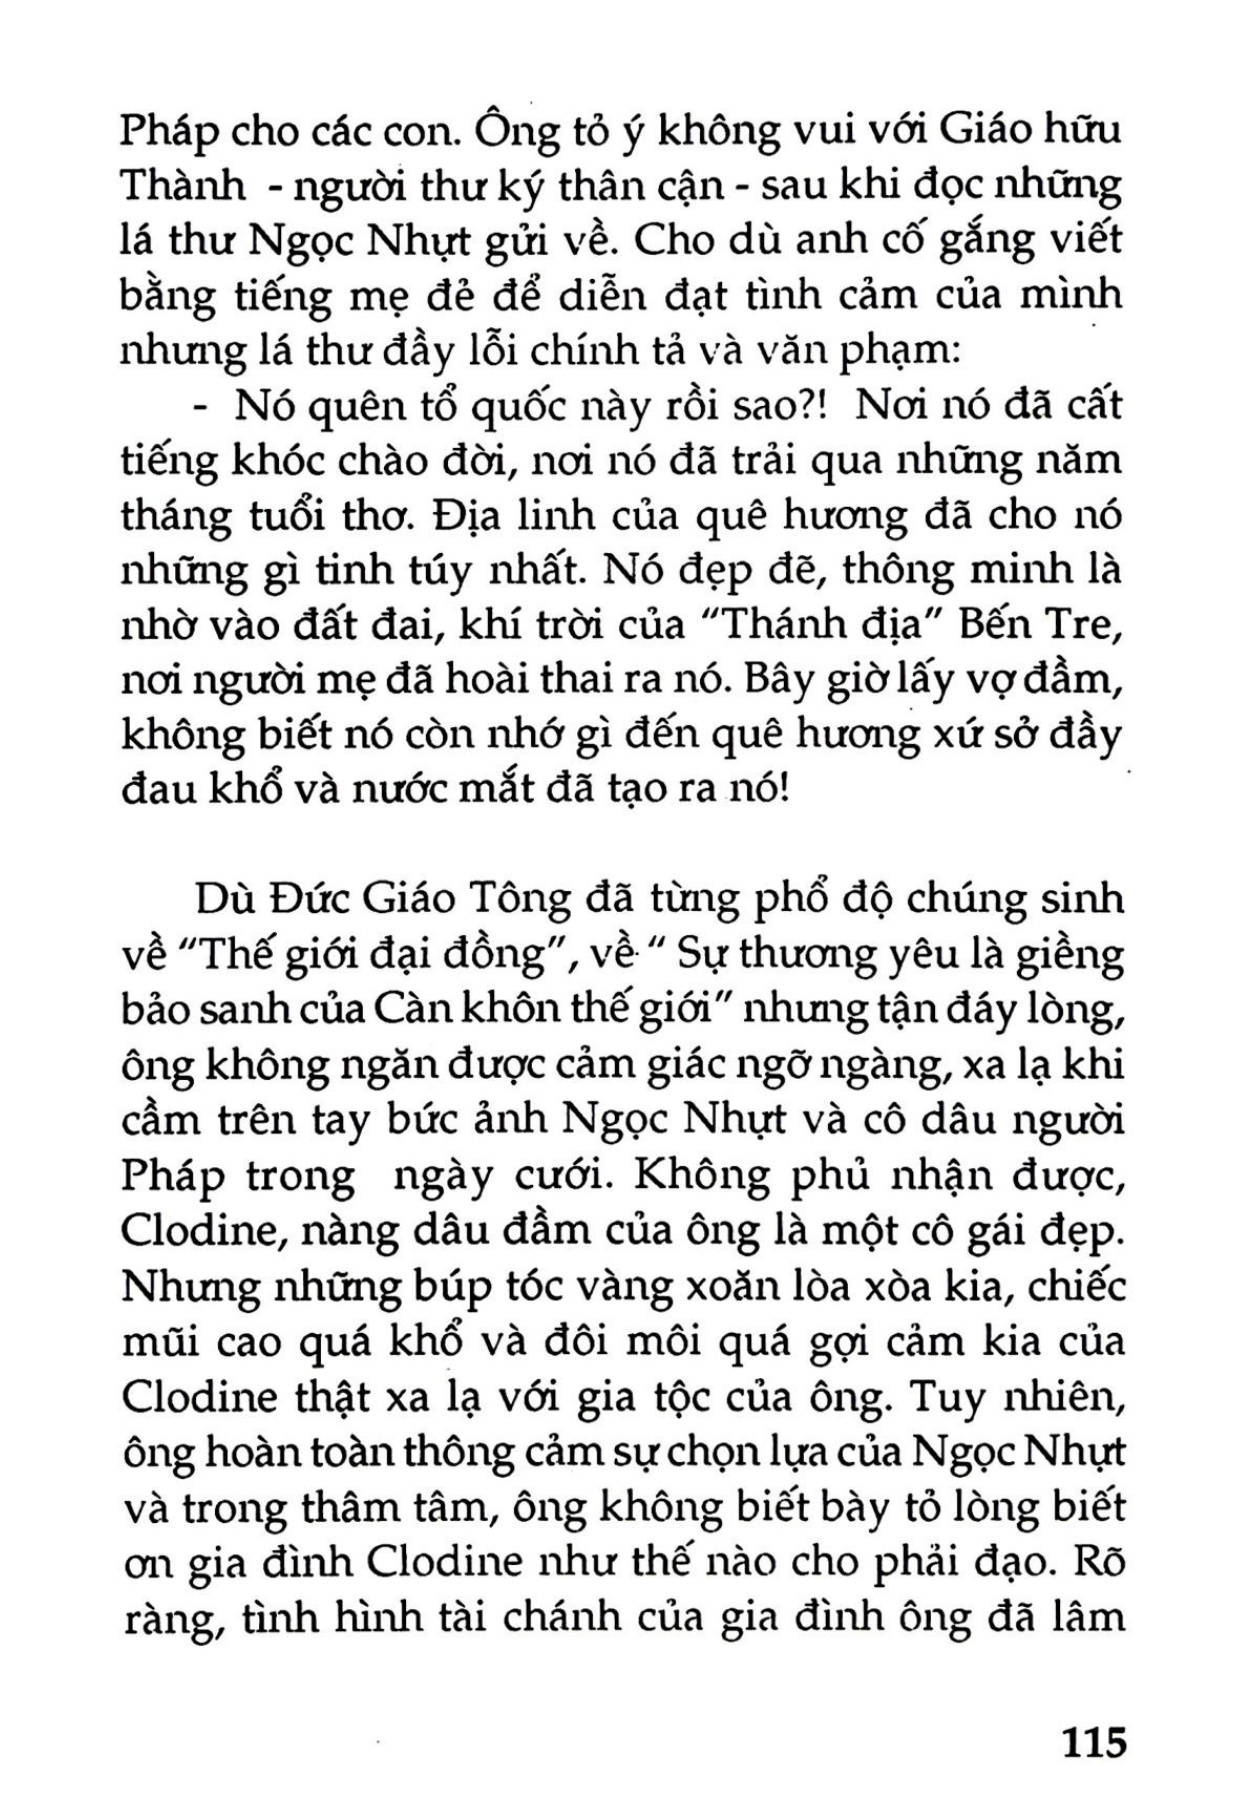 Pháp cho các con. Ông tỏ ý không vui với Giáo hữu
Thành - người thư ký thân cận - sau khi đọc những
lá thư Ngọc Nhựt gửi về. Cho dù anh cố gắng viết
bằng tiếng mẹ đẻ để diễn đạt tình cảm của mình
nhưng lá thư đầy lỗi chính tả và văn phạm:
- Nó quên tổ quốc này rồi sao?! Nơi nó đã cất
tiếng khóc chào đời, nơi nó đã trải qua những năm
tháng tuổi thơ. Địa linh của quê hương đã cho nó
những gì tinh túy nhất. Nó đẹp đẽ, thông minh là
nhờ vào đất đai, khí trời của "Thánh địa" Bến Tre,
nơi người mẹ đã hoài thai ra nó. Bây giờ lấy vợ đầm,
không biết nó còn nhớ gì đến quê hương xứ sở đầy
đau khổ và nước mắt đã tạo ra nó!
Dù Đức Giáo Tông đã từng phổ độ chúng sinh
về "Thế giới đại đồng", về " Sự thương yêu là giềng
bảo sanh của Càn khôn thế giới" nhưng tận đáy lòng,
ông không ngăn được cảm giác ngỡ ngàng, xa lạ khi
cầm trên tay bức ảnh Ngọc Nhựt và cô dâu người
Pháp trong ngày cưới. Không phủ nhận được,
Clodine, nàng dâu đầm của ông là một cô gái đẹp.
Nhưng những búp tóc vàng xoăn lòa xòa kia, chiếc
mũi cao quá khổ và đôi môi quá gợi cảm kia của
Clodine thật xa lạ với gia tộc của ông. Tuy nhiên,
ông hoàn toàn thông cảm sự chọn lựa của Ngọc Nhựt
và trong thâm tâm, ông không biết bày tỏ lòng biết
ơn gia đình Clodine như thế nào cho phải đạo. Rõ
ràng, tình hình tài chánh của gia đình ông đã lâm
115